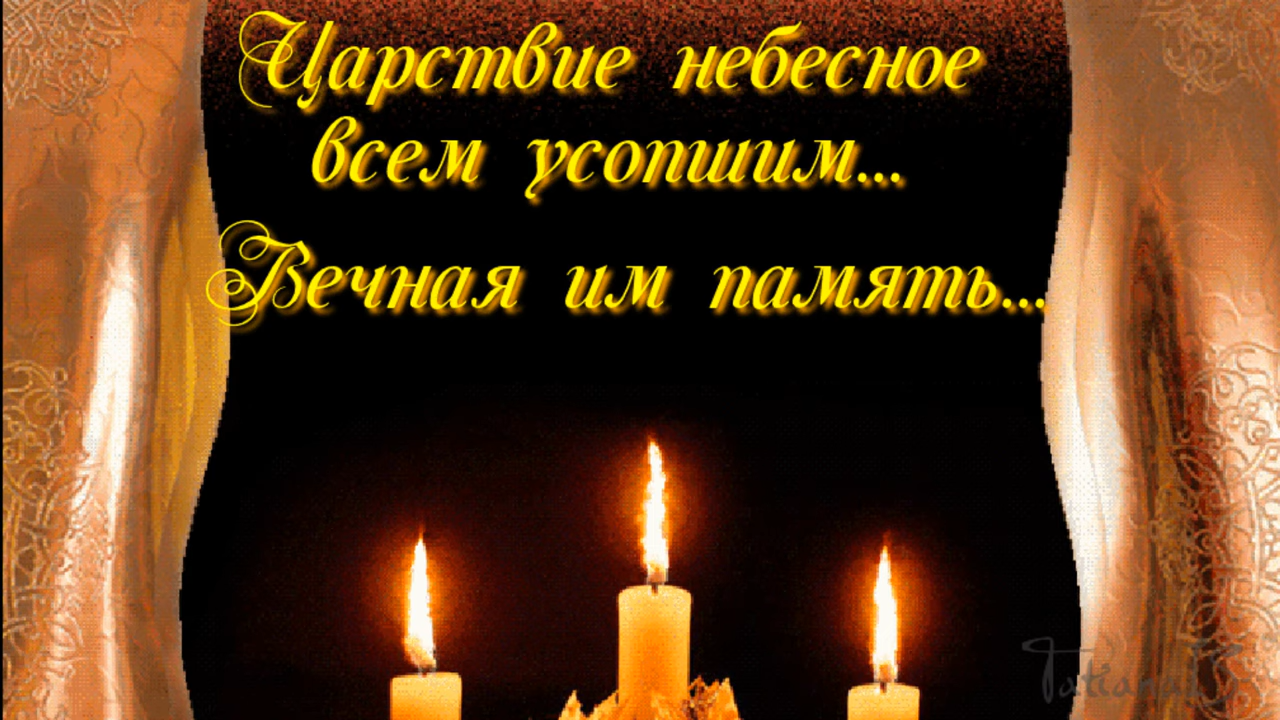 Царствие небесное
всем усопшим...
Вечная им память...